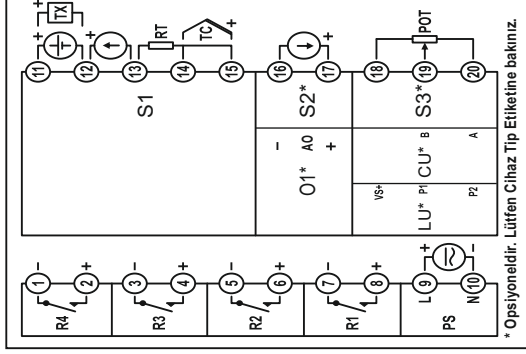 TX
+
+ -
+
RT
TC
+
+
POT
11 12 13 14 15 16 17 18 19 20
S1
S2*
S3*
O1*
- AO +
LU*
CU*
VS+
P1
P2
B
A
- + - + - + - + + -
1 2 3 4 5 6 7 8 9 10
L N
R4 R3 R2 R1 PS
* Opsiyoneldir. Lütfen Cihaz Tip Etiketine bakınız.